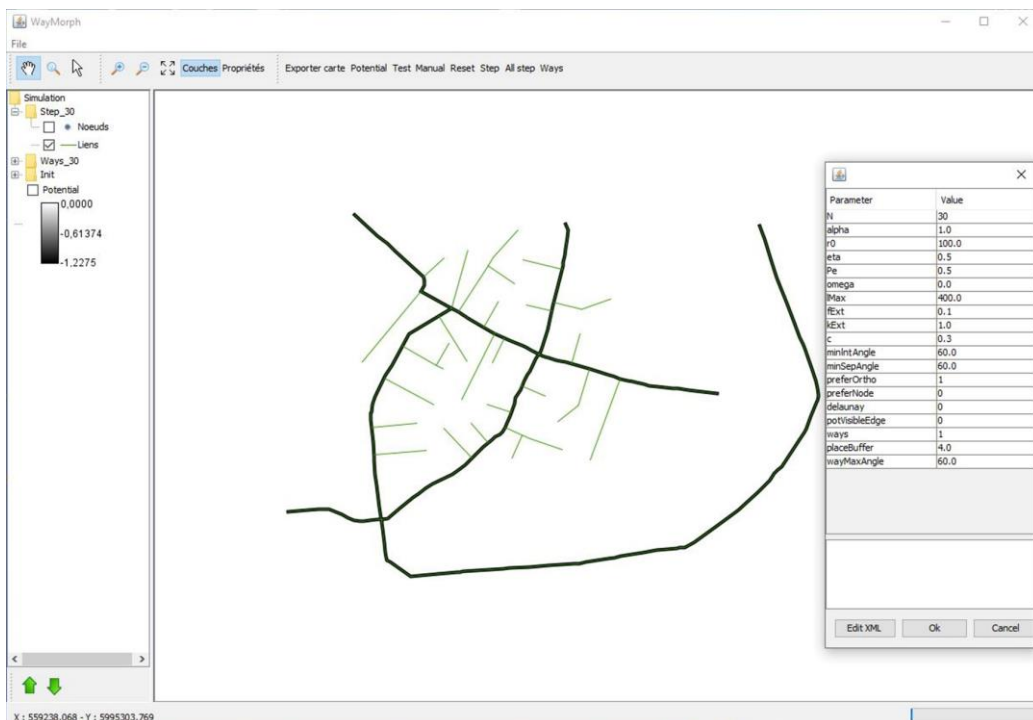 WayMorph
File
Couches Propriétés Exporter carte Potential Test Manual Reset Step All step Ways
Simulation
Step_30
Noeuds
Liens
Ways_30
Init
Potential
0,0000
-0,61374
-1,2275
Parameter Value
N 30
alpha 1.0
r0 100.0
eta 0.5
Pe 0.5
omega 0.0
lMax 400.0
fExt 0.1
kExt 1.0
c 0.3
minIntAngle 60.0
minSepAngle 60.0
preferOrtho 1
preferNode 0
delaunay 0
potVisibleEdge 0
ways 1
placeBuffer 4.0
wayMaxAngle 60.0
Edit XML Ok Cancel
X : 559238,068 - Y : 5995303,769